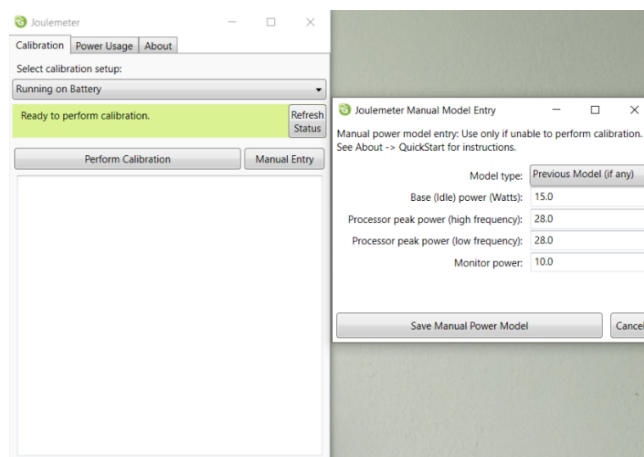 Joulemeter
Calibration Power Usage About
Select calibration setup:
Running on Battery
Ready to perform calibration.
Refresh
Status
Perform Calibration
Manual Entry
Joulemeter Manual Model Entry
Manual power model entry: Use only if unable to perform calibration.
See About -> QuickStart for instructions.
Model type: Previous Model (if any)
Base (Idle) power (Watts): 15.0
Processor peak power (high frequency): 28.0
Processor peak power (low frequency): 28.0
Monitor power: 10.0
Save Manual Power Model
Cancel